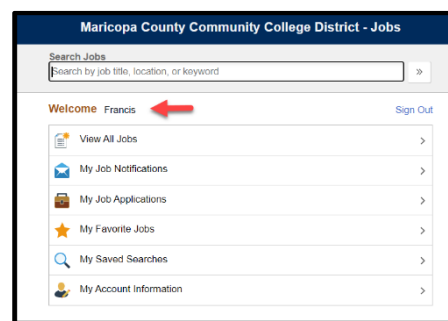 Maricopa County Community College District - Jobs
Search Jobs
Search by job title, location, or keyword »
Welcome Francis Sign Out
View All Jobs
My Job Notifications
My Job Applications
My Favorite Jobs
My Saved Searches
My Account Information